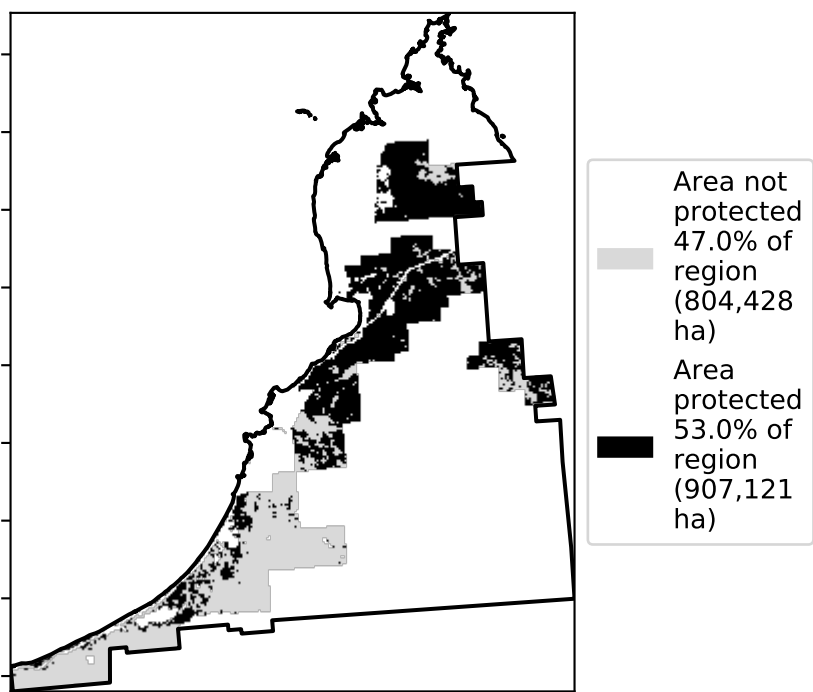 Area not
protected
47.0% of
region
(804,428
ha)
Area
protected
53.0% of
region
(907,121
ha)